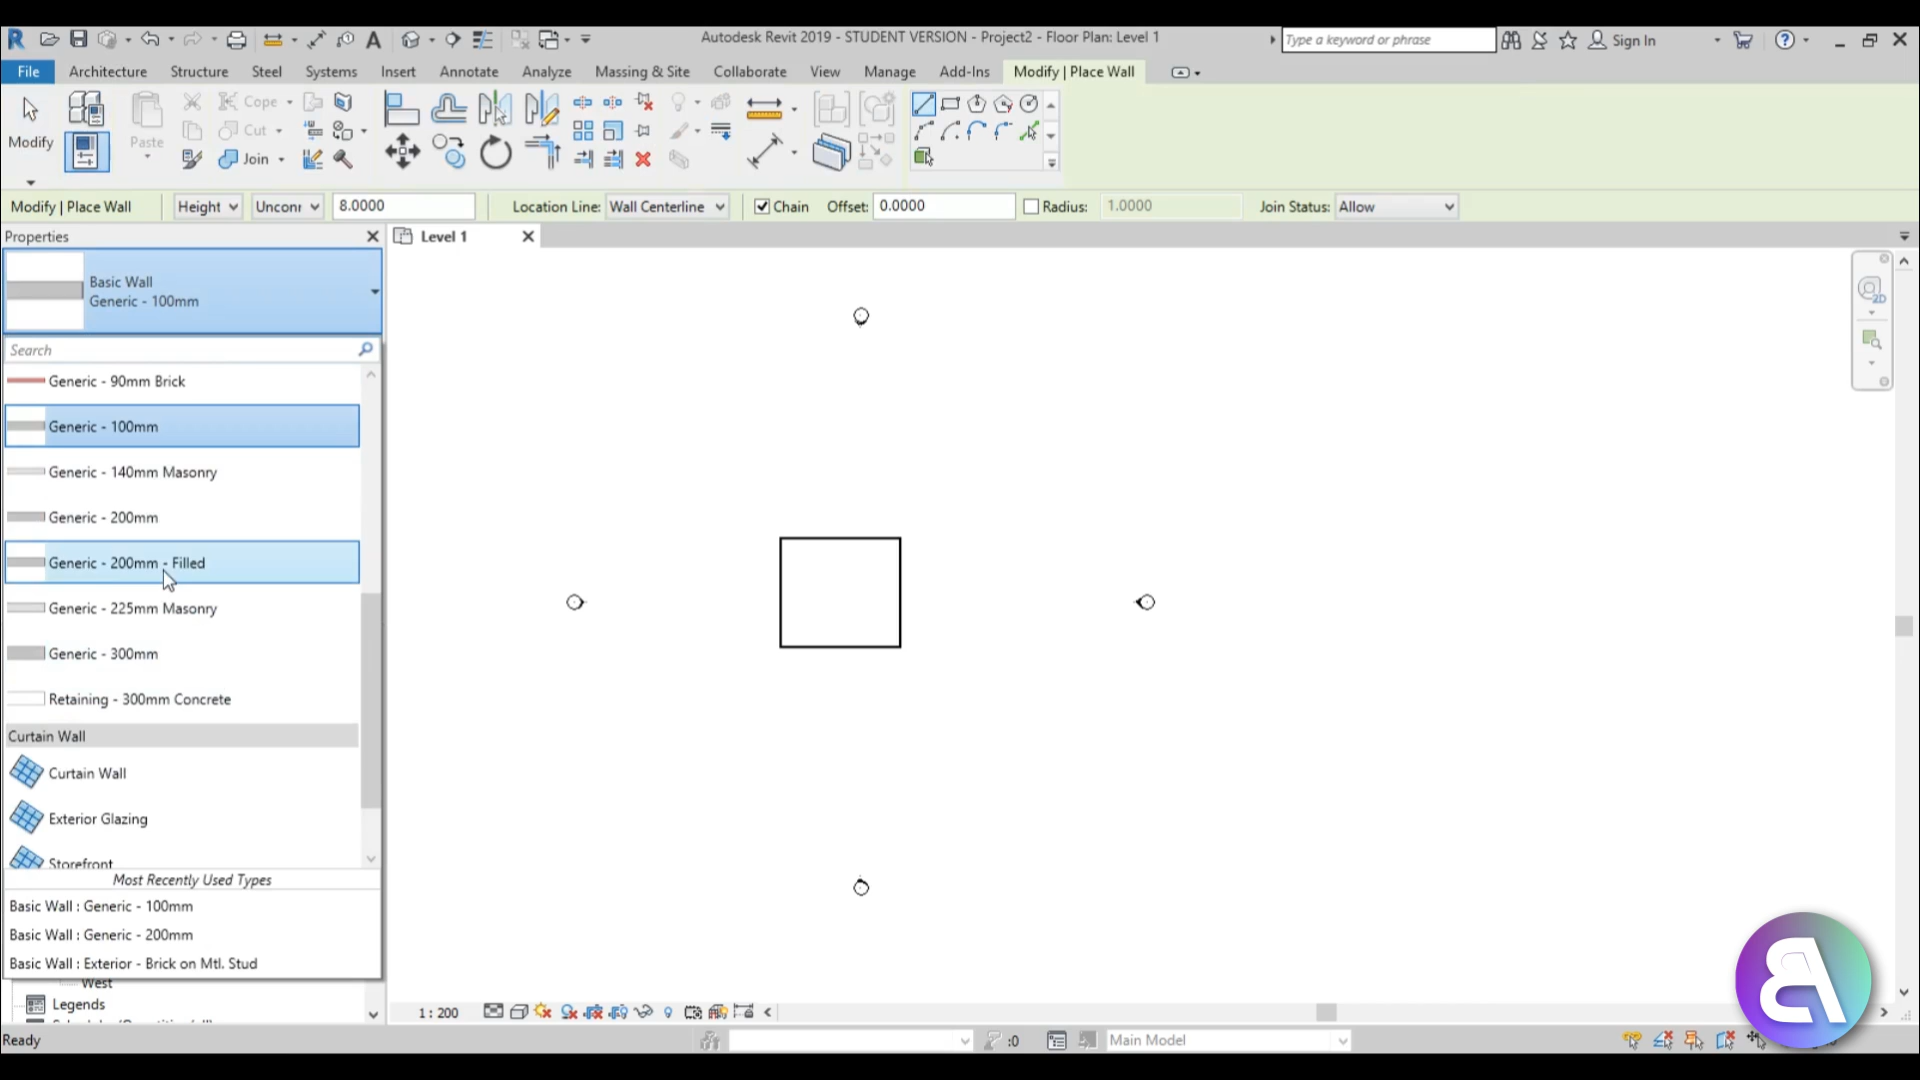 Autodesk Revit 2019 - STUDENT VERSION - Project2 - Floor Plan: Level 1
Type a keyword or phrase
Sign In
File Architecture Structure Steel Systems Insert Annotate Analyze Massing & Site Collaborate View Manage Add-Ins Modify | Place Wall
Modify
Paste
Cope
Cut
Join
Modify | Place Wall Height Unconr 8.0000 Location Line: Wall Centerline Chain Offset: 0.0000 Radius: 1.0000 Join Status: Allow
Properties
Level 1
Basic Wall
Generic - 100mm
Search
Generic - 90mm Brick
Generic - 100mm
Generic - 140mm Masonry
Generic - 200mm
Generic - 200mm - Filled
Generic - 225mm Masonry
Generic - 300mm
Retaining - 300mm Concrete
Curtain Wall
Curtain Wall
Exterior Glazing
Storefront
Most Recently Used Types
Basic Wall : Generic - 100mm
Basic Wall : Generic - 200mm
Basic Wall : Exterior - Brick on Mtl. Stud
West
Legends
1 : 200
Ready
:0
Main Model